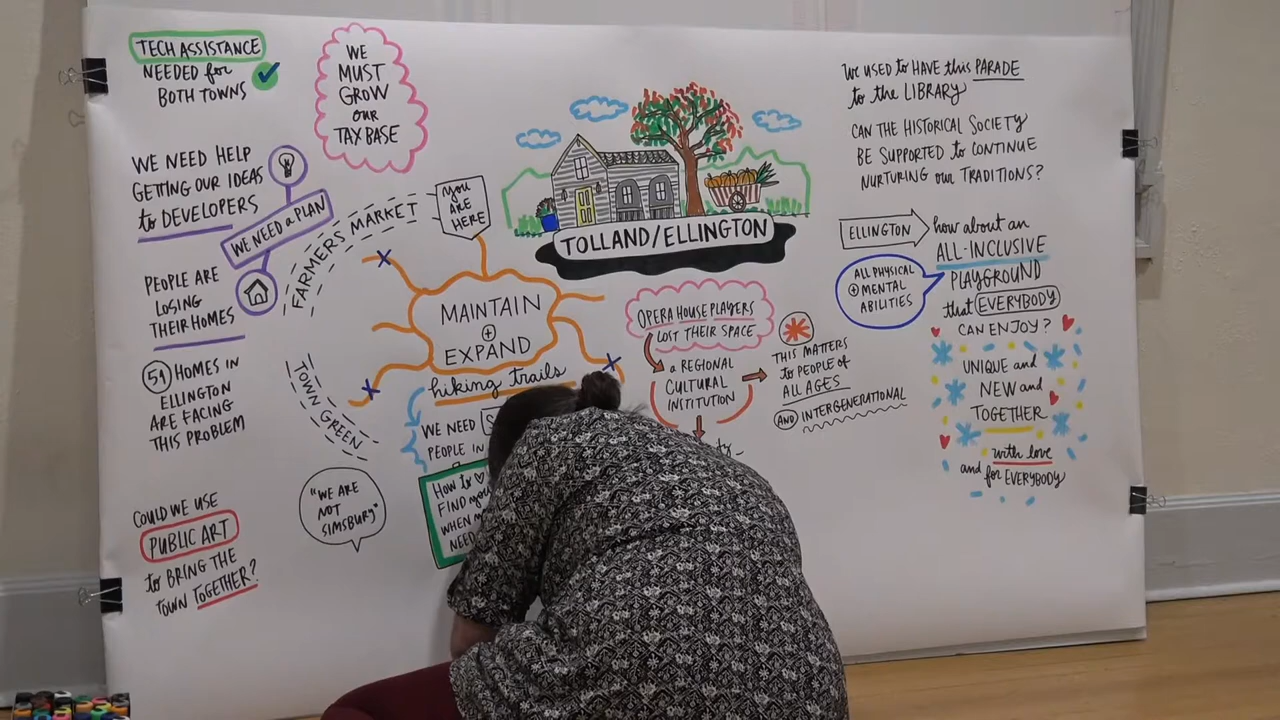 TECH ASSISTANCE
NEEDED for
BOTH TOWNS
WE
MUST
GROW
our
TAX BASE
WE NEED HELP
GETTING OUR IDEAS
to DEVELOPERS
WE NEED a PLAN
PEOPLE ARE
LOSING
THEIR HOMES
51 HOMES IN
ELLINGTON
ARE FACING
THIS PROBLEM
COULD WE USE
PUBLIC ART
to BRING THE
TOWN TOGETHER?
FARMERS MARKET
you
ARE
HERE
TOWN GREEN
"WE ARE
NOT
SIMSBURY"
MAINTAIN
+
EXPAND
hiking trails
WE NEED
PEOPLE IN
HOW to
FIND
WHEN
NEED
TOLLAND/ELLINGTON
OPERA HOUSE PLAYERS
LOST THEIR SPACE
a REGIONAL
CULTURAL
INSTITUTION
THIS MATTERS
to PEOPLE of
ALL AGES
AND INTERGENERATIONAL
WE USED to HAVE this PARADE
to the LIBRARY
CAN THE HISTORICAL SOCIETY
BE SUPPORTED to CONTINUE
NURTURING our TRADITIONS?
ELLINGTON
how about an
ALL-INCLUSIVE
PLAYGROUND
that EVERYBODY
CAN ENJOY?
ALL PHYSICAL
+ MENTAL
ABILITIES
UNIQUE and
NEW and
TOGETHER
with love
and for EVERYBODY